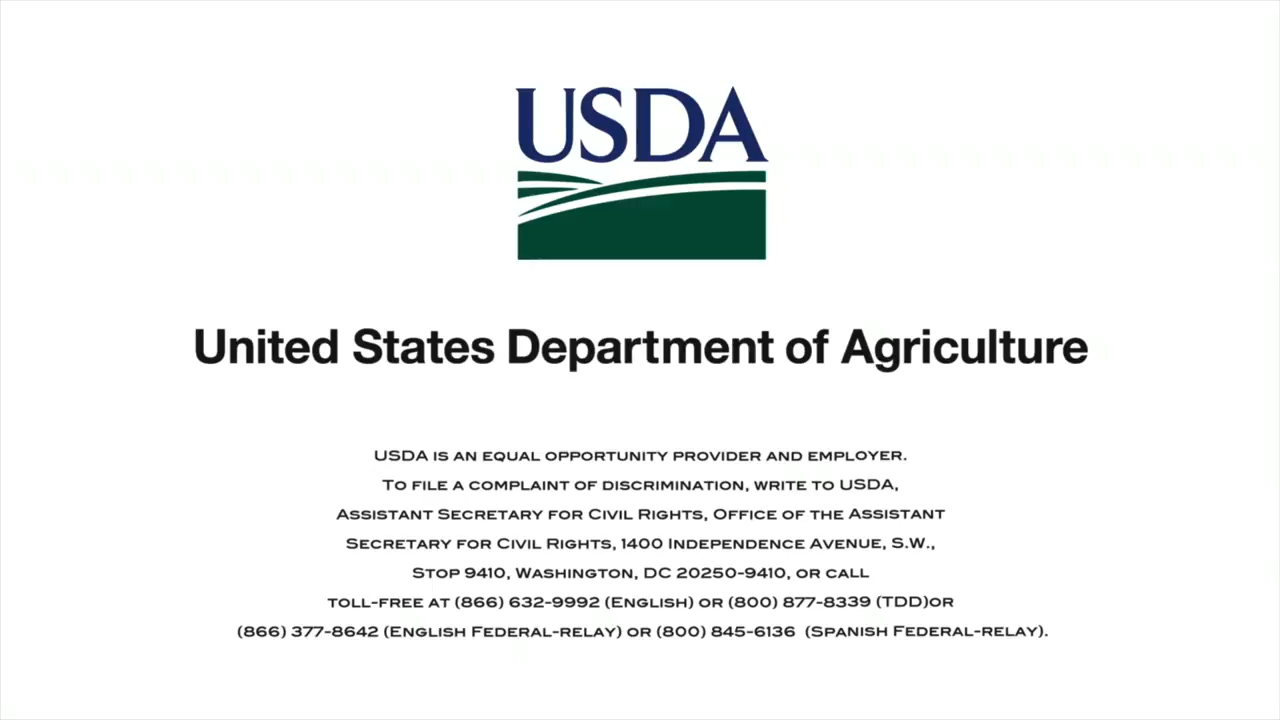 USDA
United States Department of Agriculture
USDA IS AN EQUAL OPPORTUNITY PROVIDER AND EMPLOYER.
TO FILE A COMPLAINT OF DISCRIMINATION, WRITE TO USDA,
ASSISTANT SECRETARY FOR CIVIL RIGHTS, OFFICE OF THE ASSISTANT
SECRETARY FOR CIVIL RIGHTS, 1400 INDEPENDENCE AVENUE, S.W.,
STOP 9410, WASHINGTON, DC 20250-9410, OR CALL
TOLL-FREE AT (866) 632-9992 (ENGLISH) OR (800) 877-8339 (TDD)OR
(866) 377-8642 (ENGLISH FEDERAL-RELAY) OR (800) 845-6136 (SPANISH FEDERAL-RELAY).